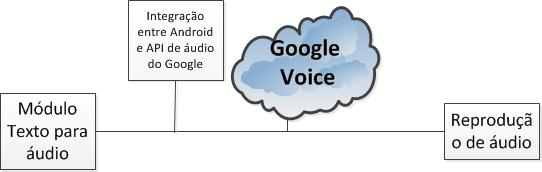 Integração
entre Android
e API de áudio
do Google
Google
Voice
Módulo
Texto para
áudio
Reproduçã
o de áudio